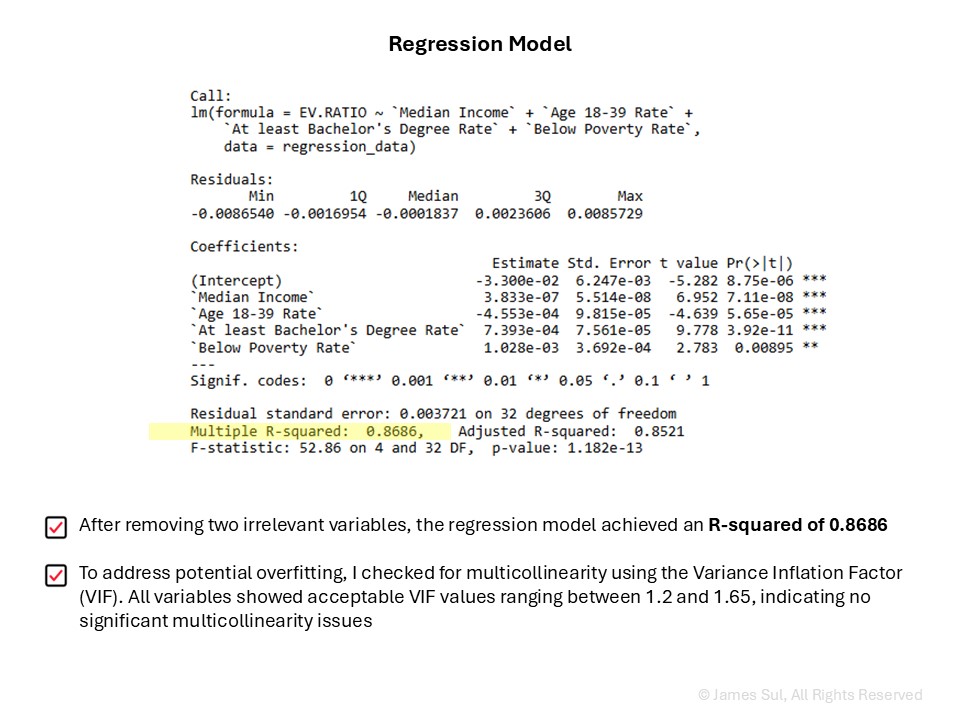 Regression Model
Call:
lm(formula = EV.RATIO ~ `Median Income` + `Age 18-39 Rate` +
    `At least Bachelor's Degree Rate` + `Below Poverty Rate`,
    data = regression_data)
Residuals:
       Min         1Q     Median         3Q        Max
-0.0086540 -0.0016954 -0.0001837  0.0023606  0.0085729
Coefficients:
                                    Estimate Std. Error t value Pr(>|t|)
(Intercept)                       -3.300e-02  6.247e-03  -5.282 8.75e-06 ***
`Median Income`                    3.833e-07  5.514e-08   6.952 7.11e-08 ***
`Age 18-39 Rate`                  -4.553e-04  9.815e-05  -4.639 5.65e-05 ***
`At least Bachelor's Degree Rate`  7.393e-04  7.561e-05   9.778 3.92e-11 ***
`Below Poverty Rate`               1.028e-03  3.692e-04   2.783  0.00895 **
---
Signif. codes:  0 ‘***’ 0.001 ‘**’ 0.01 ‘*’ 0.05 ‘.’ 0.1 ‘ ’ 1
Residual standard error: 0.003721 on 32 degrees of freedom
Multiple R-squared:  0.8686,    Adjusted R-squared:  0.8521
F-statistic: 52.86 on 4 and 32 DF,  p-value: 1.182e-13
After removing two irrelevant variables, the regression model achieved an R-squared of 0.8686
To address potential overfitting, I checked for multicollinearity using the Variance Inflation Factor
(VIF). All variables showed acceptable VIF values ranging between 1.2 and 1.65, indicating no
significant multicollinearity issues
© James Sul, All Rights Reserved